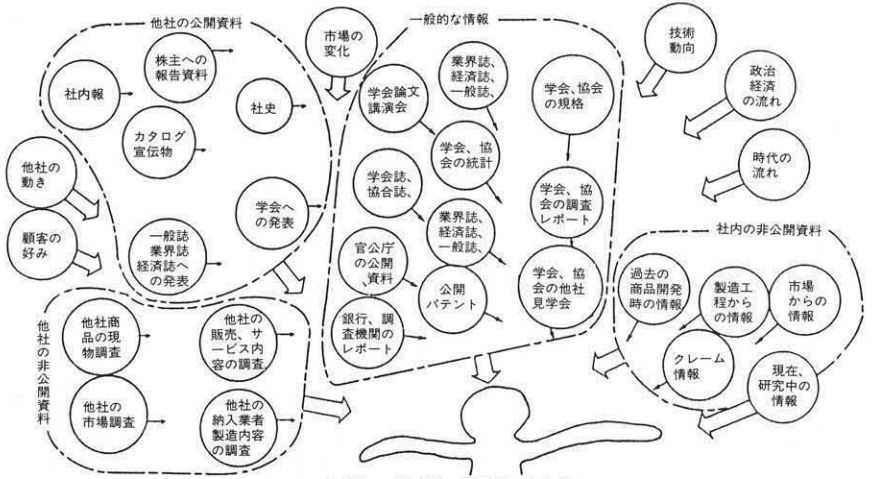 他社の公開資料
株主への
報告資料
社内報
社史
カタログ
宣伝物
他社の
動き
顧客の
好み
学会への
の発表
一般誌
業界誌
経済誌への
の発表
市場の
変化
一般的な情報
学会論文
講演会
業界誌、
経済誌、
一般誌、
学会、協会
の規格
学会、協
会の統計
学会誌、
協合誌、
学会、協
会の調査
レポート
業界誌、
経済誌、
一般誌、
官公庁
の公開
資料、
公開
パテント
学会、協
会の他社
見学会
銀行、調
査機関の
レポート
技術
動向
政治
経済
の流れ
時代の
流れ
社内の非公開資料
過去の
商品開発
時の情報
製造工
程から
の情報
市場
からの
情報
クレーム
情報
現在、
研究中の
情報
他社の非公開資料
他社商
品の現
物調査
他社の
販売、サ
ービス内
容の調査
他社の
市場調査
他社の
納入業者
製造内容
の調査